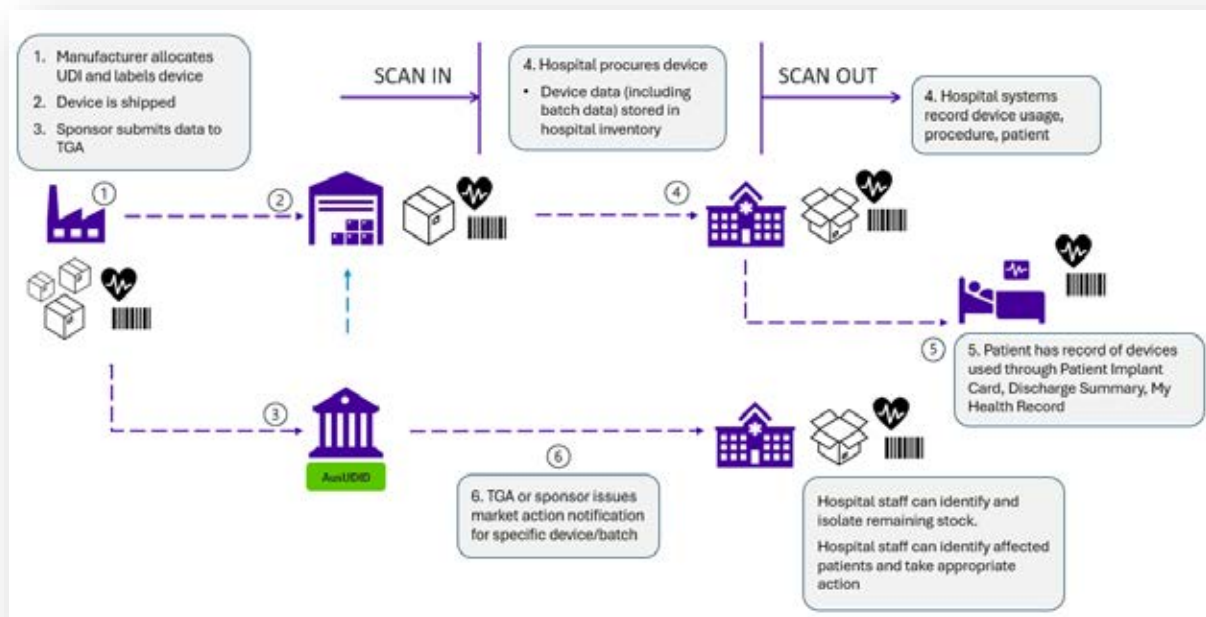 1. Manufacturer allocates
UDI and labels device
2. Device is shipped
3. Sponsor submits data to
TGA
SCAN IN
4. Hospital procures device
• Device data (including
batch data) stored in
hospital inventory
SCAN OUT
4. Hospital systems
record device usage,
procedure, patient
1
2
4
5
5. Patient has record of devices
used through Patient Implant
Card, Discharge Summary, My
Health Record
3
AusUDID
6
6. TGA or sponsor issues
market action notification
for specific device/batch
Hospital staff can identify and
isolate remaining stock.
Hospital staff can identify affected
patients and take appropriate
action